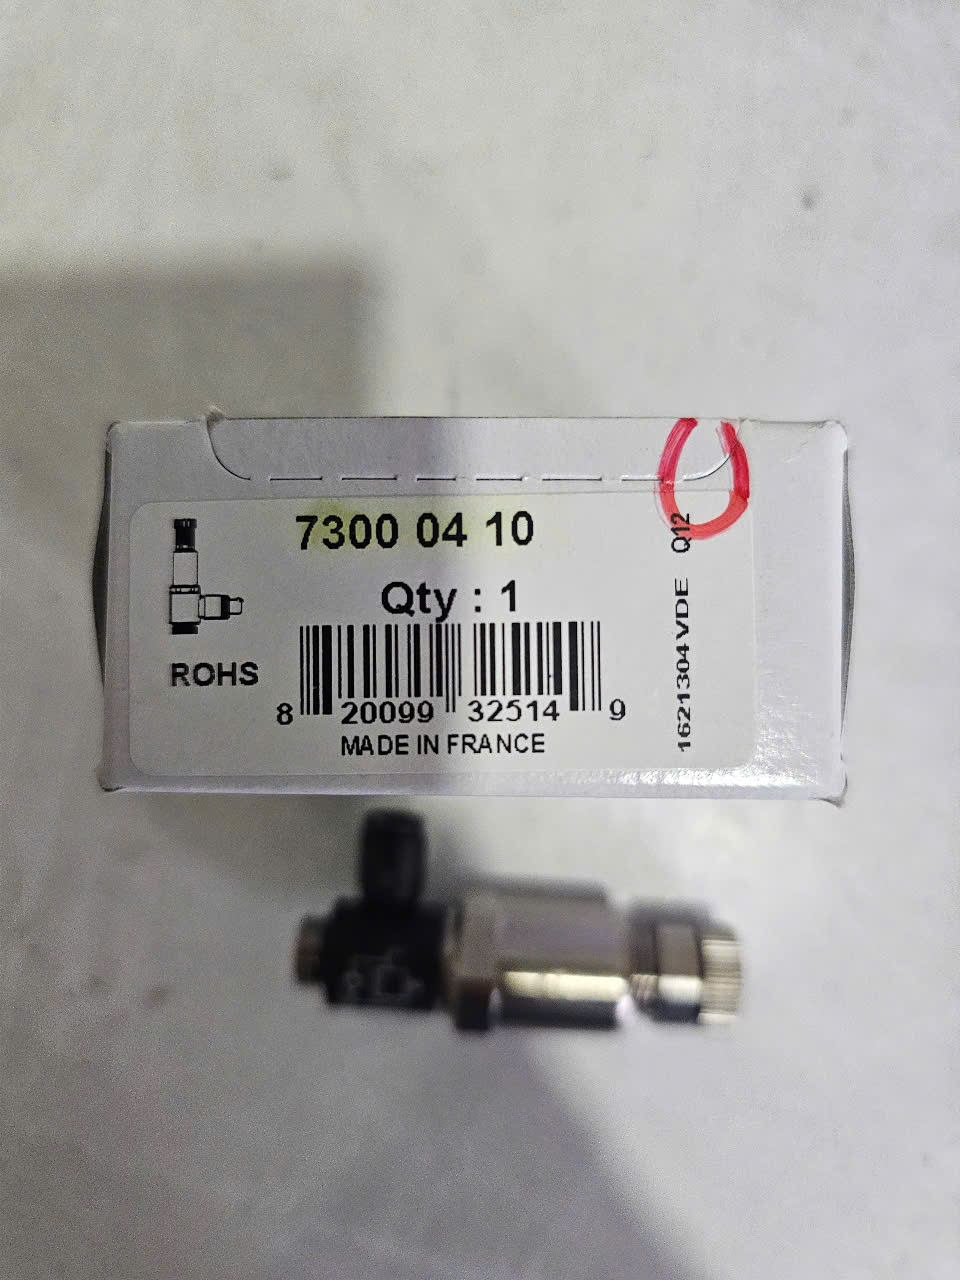 7300 04 10
Qty : 1
ROHS
8 20099 32514 9
MADE IN FRANCE
1621304 VDE Q12